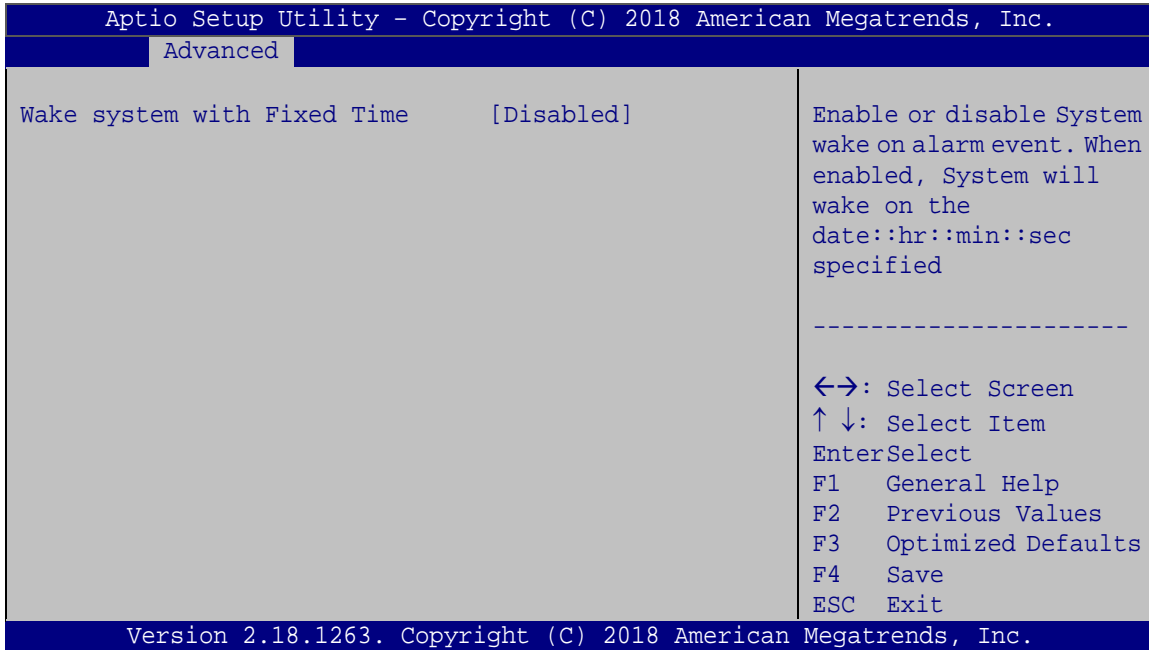 Aptio Setup Utility – Copyright (C) 2018 American Megatrends, Inc.
Advanced
Wake system with Fixed Time [Disabled]
Enable or disable System
wake on alarm event. When
enabled, System will
wake on the
date::hr::min::sec
specified
----------------------
←→: Select Screen
↑ ↓: Select Item
EnterSelect
F1 General Help
F2 Previous Values
F3 Optimized Defaults
F4 Save
ESC Exit
Version 2.18.1263. Copyright (C) 2018 American Megatrends, Inc.